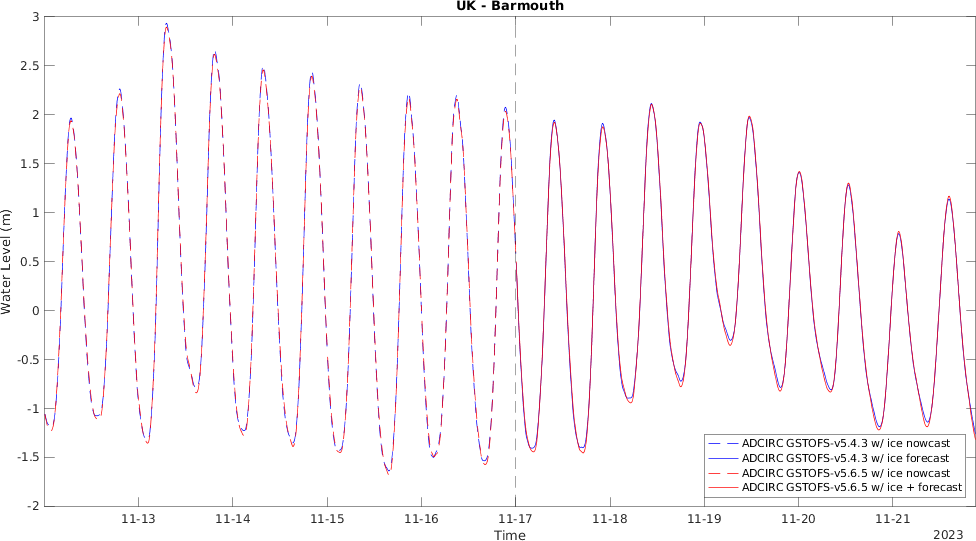 UK - Barmouth
3
2.5
2
1.5
1
0.5
0
-0.5
-1
-1.5
-2
Water Level (m)
ADCIRC GSTOFS-v5.4.3 w/ ice nowcast
ADCIRC GSTOFS-v5.4.3 w/ ice forecast
ADCIRC GSTOFS-v5.6.5 w/ ice nowcast
ADCIRC GSTOFS-v5.6.5 w/ ice + forecast
11-13 11-14 11-15 11-16 11-17 11-18 11-19 11-20 11-21
Time
2023